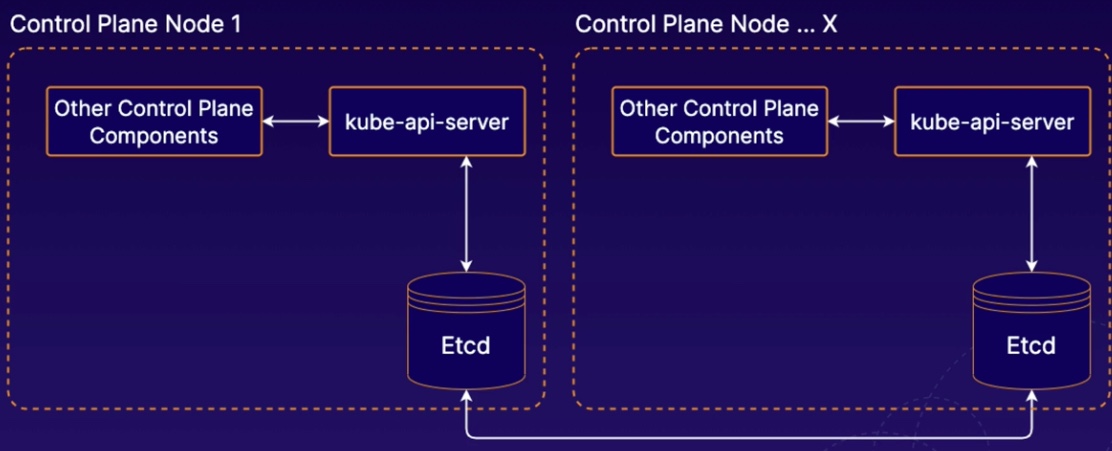 Control Plane Node 1
Control Plane Node ... X
Other Control Plane
Components
kube-api-server
Other Control Plane
Components
kube-api-server
Etcd
Etcd